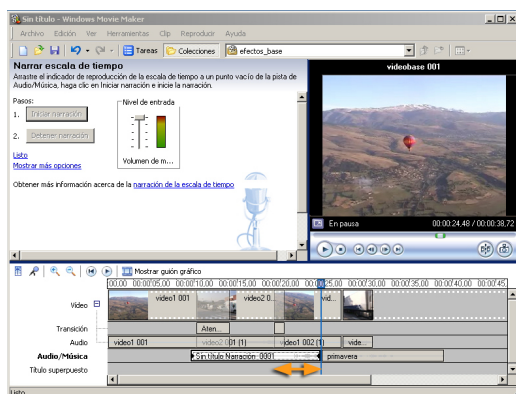 Sin título - Windows Movie Maker
Archivo Edición Ver Herramientas Clip Reproducir Ayuda
Tareas Colecciones efectos_base
Narrar escala de tiempo
Arrastre el indicador de reproducción de la escala de tiempo a un punto vacío de la pista de
Audio/Música, haga clic en Iniciar narración e inicie la narración.
Pasos:
1. Iniciar narración
2. Detener narración
Listo
Mostrar más opciones
Nivel de entrada
Volumen de m...
Obtener más información acerca de la narración de la escala de tiempo
videobase 001
En pausa 00:00:24,48 / 00:00:38,72
Mostrar guión gráfico
00,00 00:00'05,00 00:00'10,00 00:00'15,00 00:00'20,00 00:00'25,00 00:00'30,00 00:00'35,00 00:00'40,00 00:00'45,
Vídeo video1 001 video2 0... vid...
Transición Aten...
Audio video1 001 video2 001 (1) video1 002 (1) vide...
Audio/Música Sin título Narración 0001 primavera
Título superpuesto
Listo